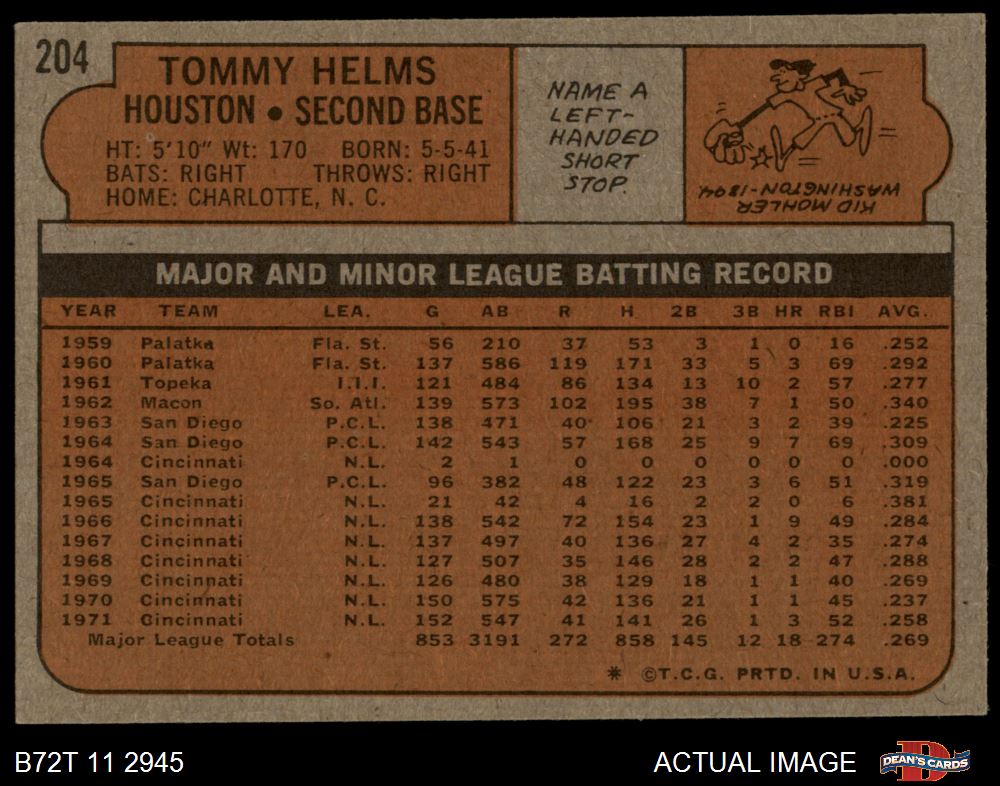 204
TOMMY HELMS
HOUSTON • SECOND BASE
HT: 5'10" Wt: 170 BORN: 5-5-41
BATS: RIGHT THROWS: RIGHT
HOME: CHARLOTTE, N. C.
NAME A
LEFT-
HANDED
SHORT
STOP.
KID MOHLER
WASHINGTON-1894
MAJOR AND MINOR LEAGUE BATTING RECORD
YEAR TEAM LEA. G AB R H 2B 3B HR RBI AVG.
1959 Palatka Fla. St. 56 210 37 53 3 1 0 16 .252
1960 Palatka Fla. St. 137 586 119 171 33 5 3 69 .292
1961 Topeka I.I.I. 121 484 86 134 13 10 2 57 .277
1962 Macon So. Atl. 139 573 102 195 38 7 1 50 .340
1963 San Diego P.C.L. 138 471 40 106 21 3 2 39 .225
1964 San Diego P.C.L. 142 543 57 168 25 9 7 69 .309
1964 Cincinnati N.L. 2 1 0 0 0 0 0 0 .000
1965 San Diego P.C.L. 96 382 48 122 23 3 6 51 .319
1965 Cincinnati N.L. 21 42 4 16 2 2 0 6 .381
1966 Cincinnati N.L. 138 542 72 154 23 1 9 49 .284
1967 Cincinnati N.L. 137 497 40 136 27 4 2 35 .274
1968 Cincinnati N.L. 127 507 35 146 28 2 2 47 .288
1969 Cincinnati N.L. 126 480 38 129 18 1 1 40 .269
1970 Cincinnati N.L. 150 575 42 136 21 1 1 45 .237
1971 Cincinnati N.L. 152 547 41 141 26 1 3 52 .258
Major League Totals 853 3191 272 858 145 12 18 274 .269
* ©T.C.G. PRTD. IN U.S.A.
B72T 11 2945
ACTUAL IMAGE
D
DEAN'S CARDS